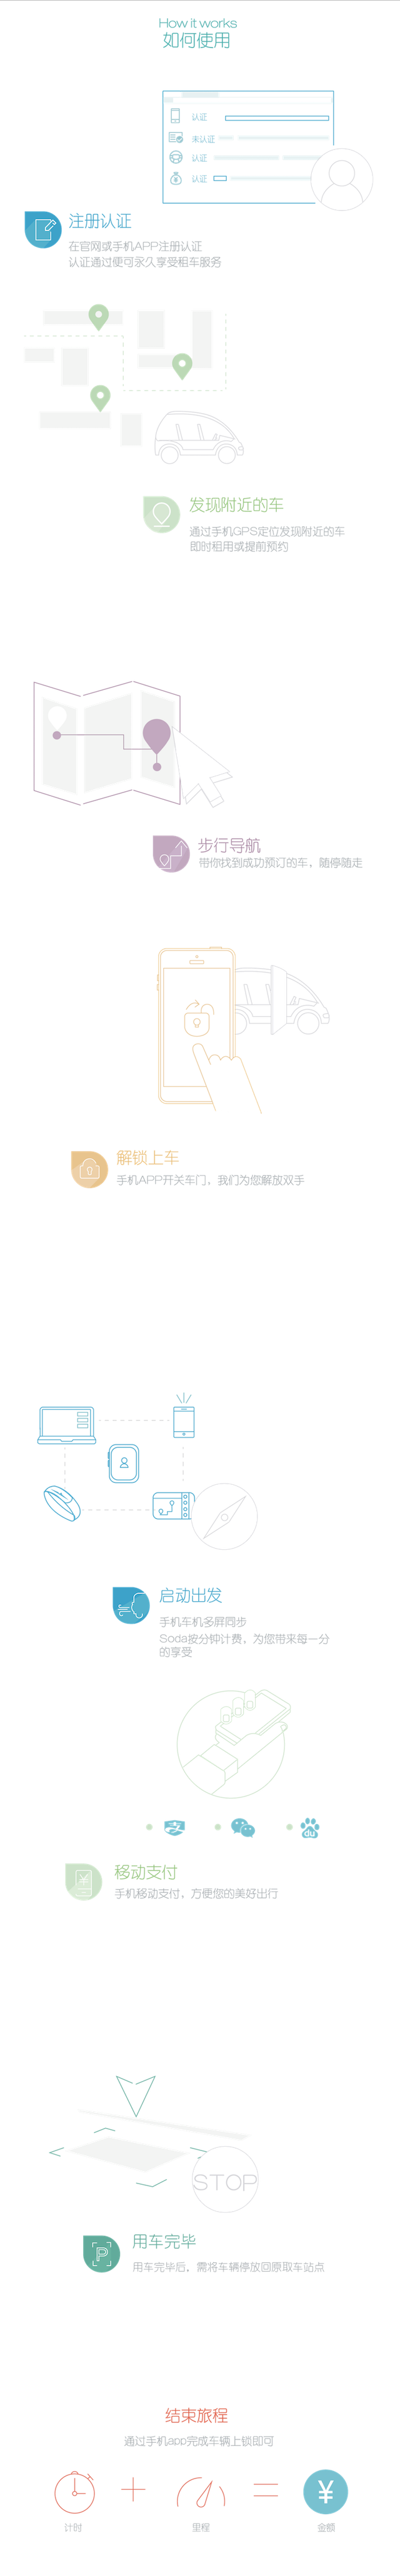 How it works
如何使用
认证
未认证
认证
认证
注册认证
在官网或手机APP注册认证
认证通过便可永久享受租车服务
发现附近的车
通过手机GPS定位发现附近的车
即时租用或提前预约
步行导航
带你找到成功预订的车，随停随走
解锁上车
手机APP开关车门，我们为您解放双手
启动出发
手机车机多屏同步
Soda按分钟计费，为您带来每一分
的享受
支
du
移动支付
手机移动支付，方便您的美好出行
STOP
P
用车完毕
用车完毕后，需将车辆停放回原取车站点
结束旅程
通过手机app完成车辆上锁即可
¥
计时
里程
金额